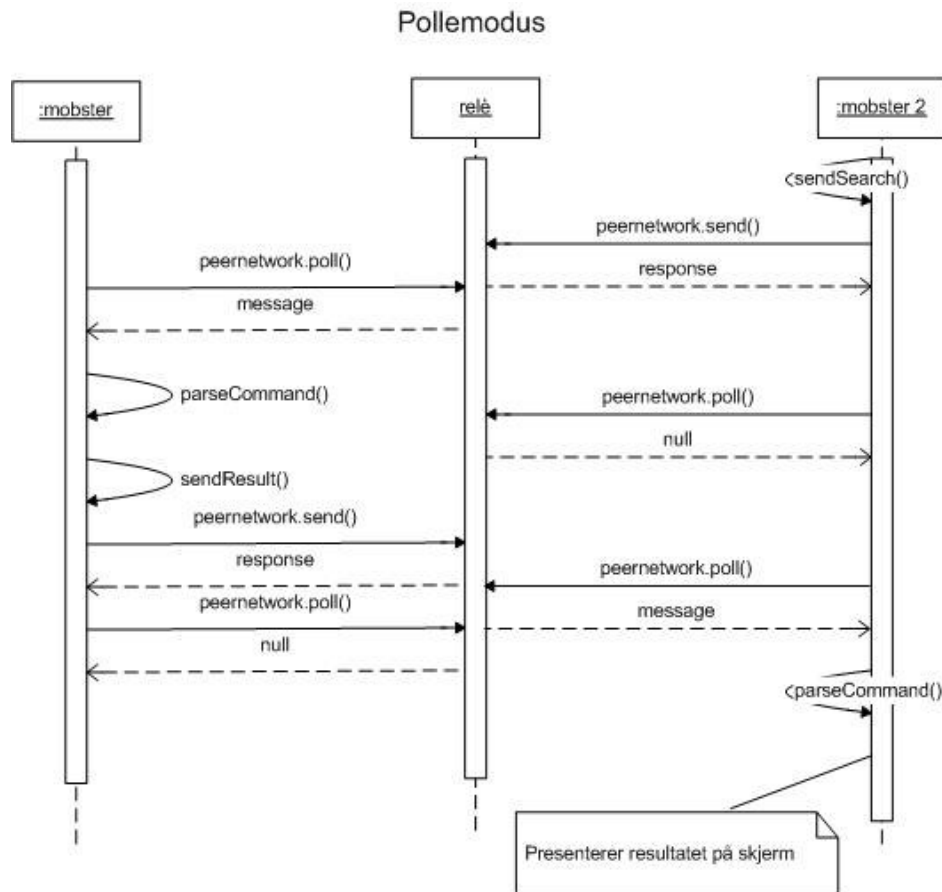 Pollemodus
:mobster
relè
:mobster 2
sendSearch()
peernetwork.send()
peernetwork.poll()
response
message
parseCommand()
peernetwork.poll()
null
sendResult()
peernetwork.send()
response
peernetwork.poll()
peernetwork.poll()
message
null
parseCommand()
Presenterer resultatet på skjerm